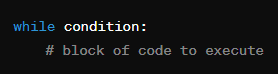 while condition:
    # block of code to execute